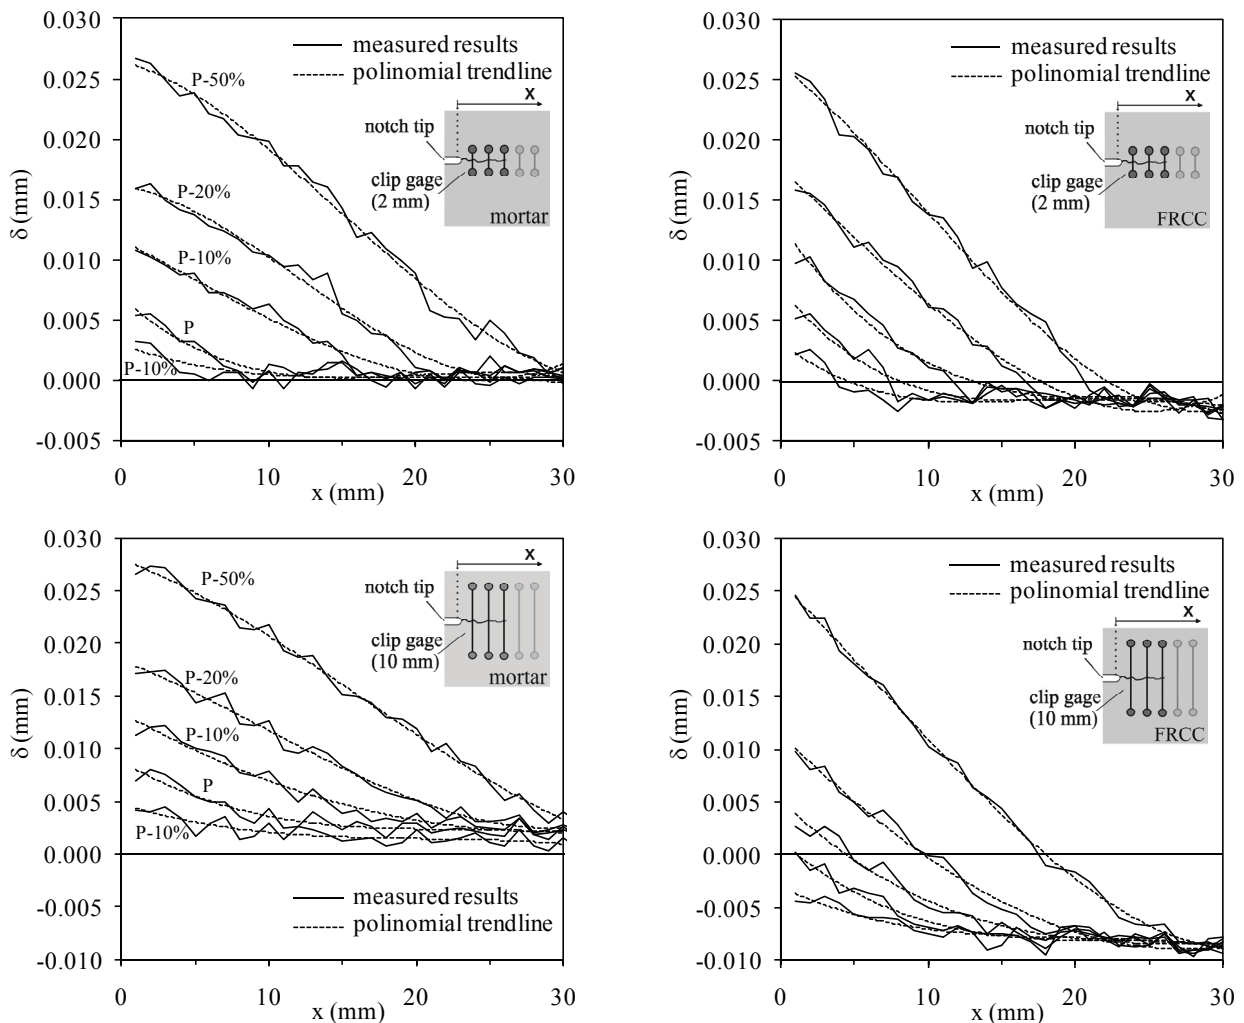 0.030
0.025
0.020
0.015
0.010
0.005
0.000
-0.005
δ (mm)
0
10
20
30
x (mm)
measured results
polinomial trendline
P-50%
P-20%
P-10%
P
P-10%
X
notch tip
clip gage
(2 mm)
mortar
0.030
0.025
0.020
0.015
0.010
0.005
0.000
-0.005
δ (mm)
0
10
20
30
x (mm)
measured results
polinomial trendline
X
notch tip
clip gage
(2 mm)
FRCC
0.030
0.025
0.020
0.015
0.010
0.005
0.000
-0.005
-0.010
δ (mm)
0
10
20
30
x (mm)
P-50%
P-20%
P-10%
P
P-10%
X
notch tip
clip gage
(10 mm)
mortar
measured results
polinomial trendline
0.030
0.025
0.020
0.015
0.010
0.005
0.000
-0.005
-0.010
δ (mm)
0
10
20
30
x (mm)
measured results
polinomial trendline
X
notch tip
clip gage
(10 mm)
FRCC